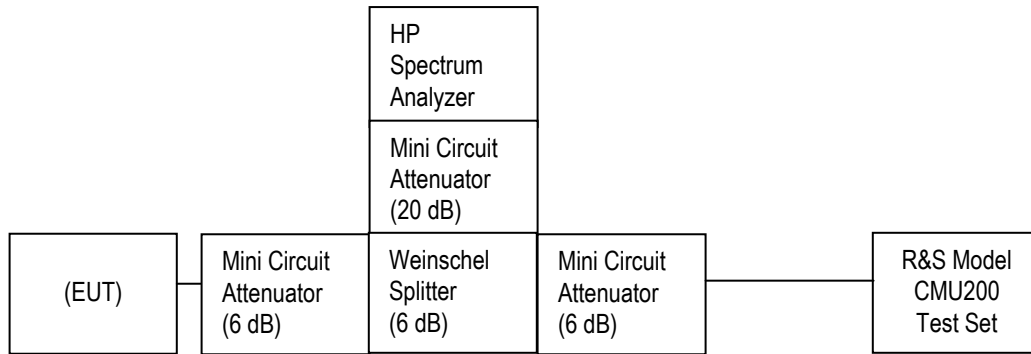 HP
Spectrum
Analyzer
Mini Circuit
Attenuator
(20 dB)
(EUT)
Mini Circuit
Attenuator
(6 dB)
Weinschel
Splitter
(6 dB)
Mini Circuit
Attenuator
(6 dB)
R&S Model
CMU200
Test Set